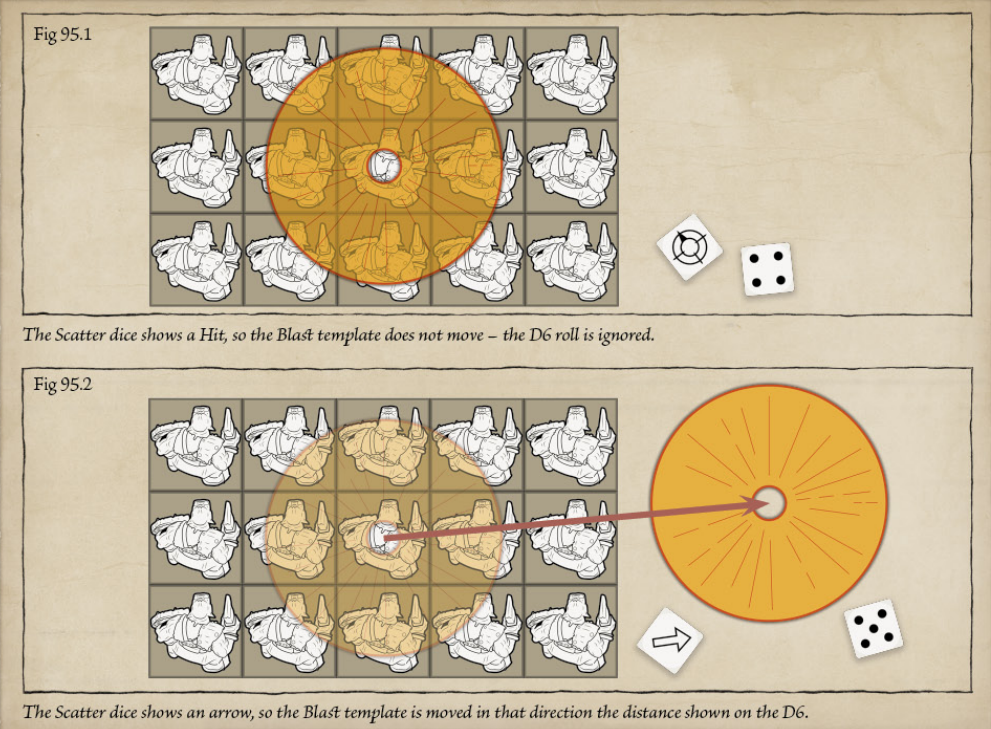 Fig 95.1
The Scatter dice shows a Hit, so the Blast template does not move – the D6 roll is ignored.
Fig 95.2
The Scatter dice shows an arrow, so the Blast template is moved in that direction the distance shown on the D6.